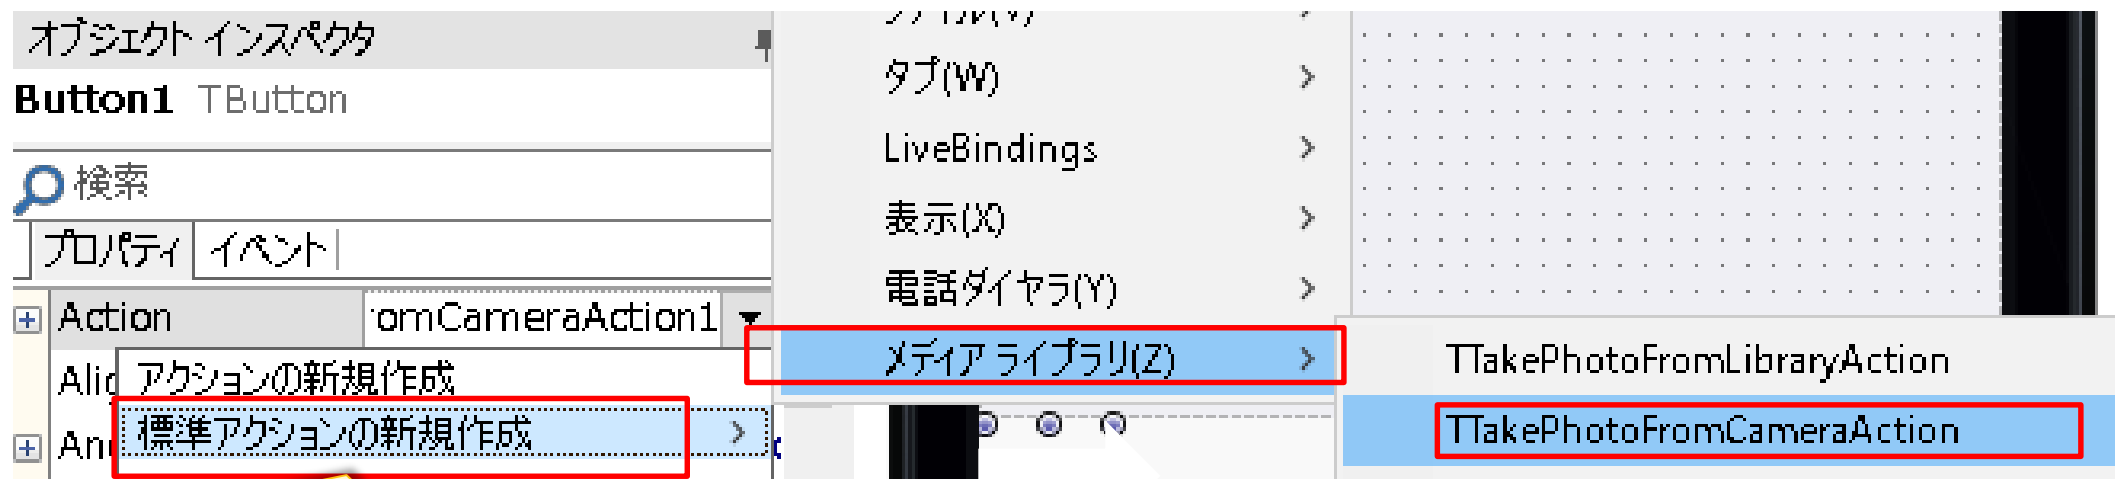 オブジェクト インスペクタ
Button1 TButton
検索
プロパティ イベント
Action
omCameraAction1
アクションの新規作成
標準アクションの新規作成
タブ(W)
LiveBindings
表示(X)
電話ダイヤラ(Y)
メディア ライブラリ(Z)
TTakePhotoFromLibraryAction
TTakePhotoFromCameraAction